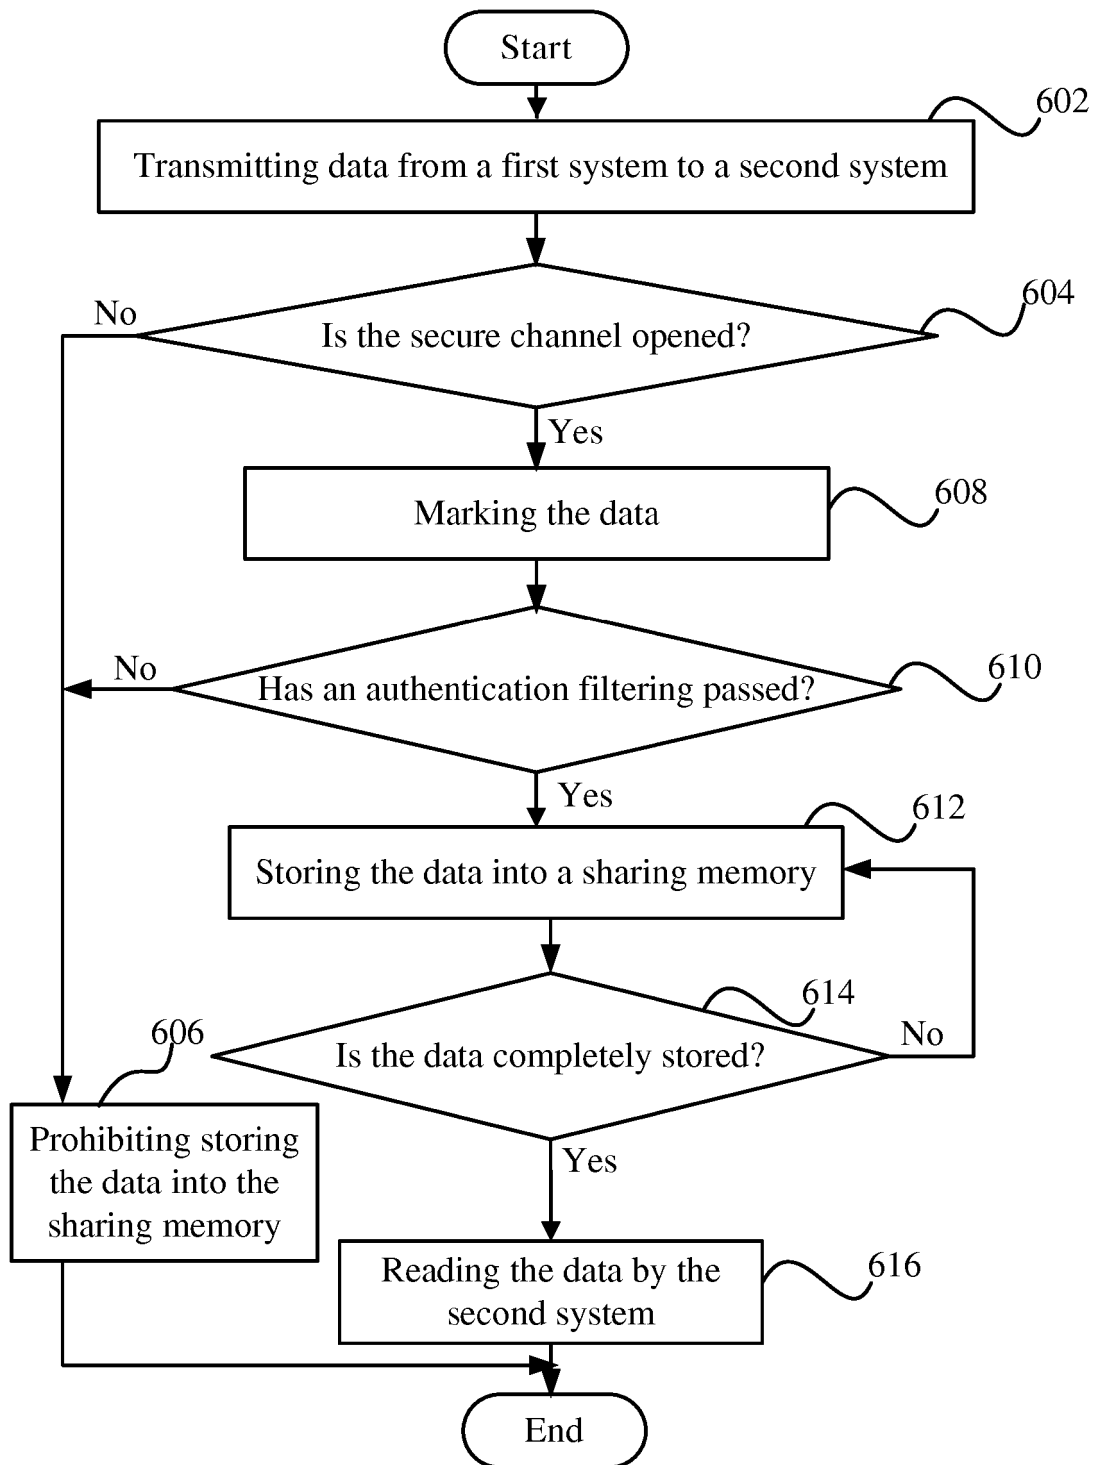 Start
602
Transmitting data from a first system to a second system
604
No
Is the secure channel opened?
Yes
608
Marking the data
No
610
Has an authentication filtering passed?
Yes
612
Storing the data into a sharing memory
614
606
No
Is the data completely stored?
Prohibiting storing
the data into the
sharing memory
Yes
616
Reading the data by the
second system
End